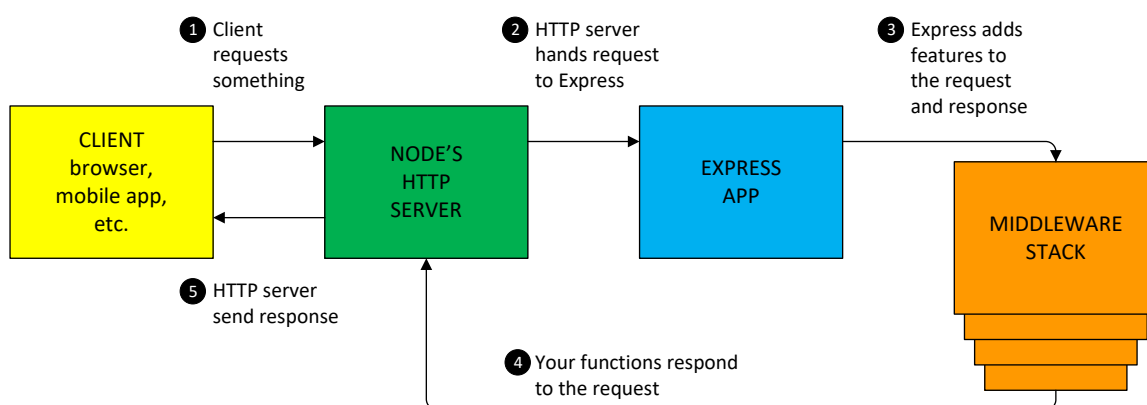 1 Client
requests
something
2 HTTP server
hands request
to Express
3 Express adds
features to
the request
and response
CLIENT
browser,
mobile app,
etc.
NODE’S
HTTP
SERVER
EXPRESS
APP
MIDDLEWARE
STACK
5 HTTP server
send response
4 Your functions respond
to the request